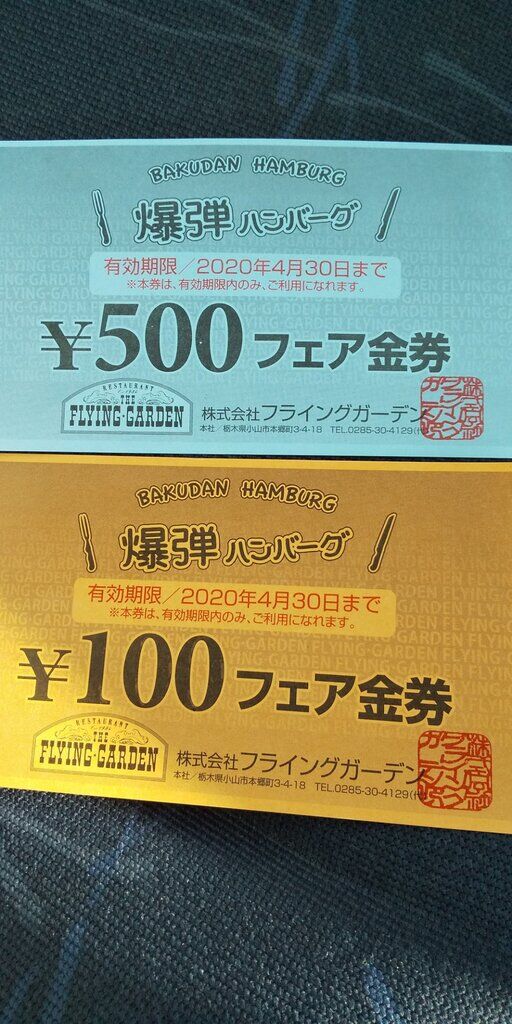 BAKUDAN HAMBURG
爆弾ハンバーグ
有効期限／2020年4月30日まで
※本券は、有効期限内のみ、ご利用になれます。
¥500フェア金券
RESTAURANT
THE
FLYING・GARDEN
株式会社フライングガーデン
本社／栃木県小山市本郷町3-4-18 TEL.0285-30-4129(代)
BAKUDAN HAMBURG
爆弾ハンバーグ
有効期限／2020年4月30日まで
※本券は、有効期限内のみ、ご利用になれます。
¥100フェア金券
RESTAURANT
THE
FLYING・GARDEN
株式会社フライングガーデン
本社／栃木県小山市本郷町3-4-18 TEL.0285-30-4129(代)